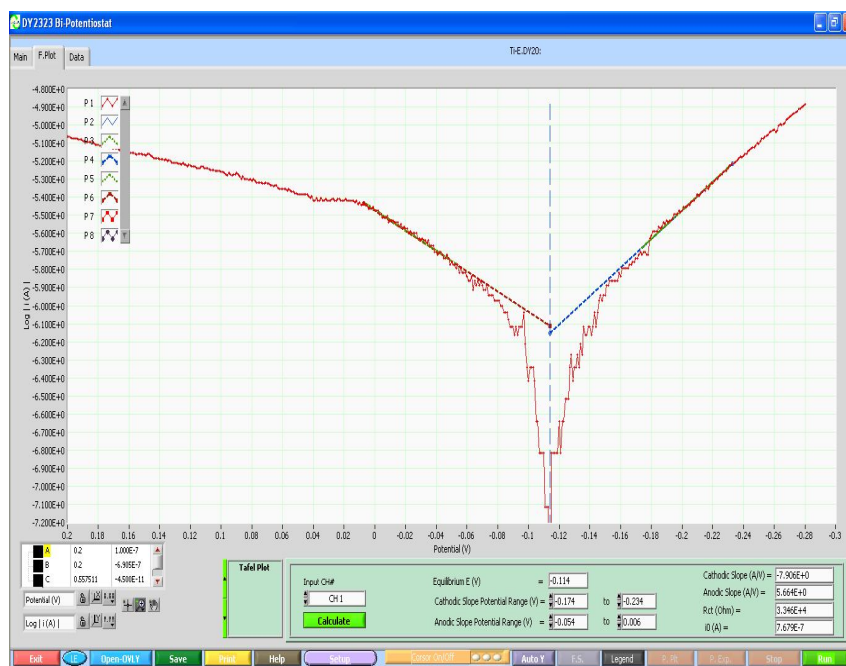 DY2323 Bi-Potentiostat
Main F.Plot Data
Ti-E.DY20:
-4.800E+0
-4.900E+0
-5.000E+0
-5.100E+0
-5.200E+0
-5.300E+0
-5.400E+0
-5.500E+0
-5.600E+0
-5.700E+0
-5.800E+0
-5.900E+0
-6.000E+0
-6.100E+0
-6.200E+0
-6.300E+0
-6.400E+0
-6.500E+0
-6.600E+0
-6.700E+0
-6.800E+0
-6.900E+0
-7.000E+0
-7.100E+0
-7.200E+0
Log | i (A) |
P 1
P 2
P 3
P 4
P 5
P 6
P 7
P 8
0.2 0.18 0.16 0.14 0.12 0.1 0.08 0.06 0.04 0.02 0 -0.02 -0.04 -0.06 -0.08 -0.1 -0.12 -0.14 -0.16 -0.18 -0.2 -0.22 -0.24 -0.26 -0.28 -0.3
Potential (V)
A 0.2 1.000E-7
B 0.2 -6.905E-7
C 0.557511 -4.500E-11
Potential (V)
Log | i (A) |
Tafel Plot
Input CH#
CH 1
Calculate
Equilibrium E (V) = -0.114
Cathodic Slope Potential Range (V) = -0.174 to -0.234
Anodic Slope Potential Range (V) = -0.054 to 0.006
Cathodic Slope (A/V) = -7.906E+0
Anodic Slope (A/V) = 5.664E+0
Rct (Ohm) = 3.346E+4
i0 (A) = 7.679E-7
Exit LE Open-OVLY Save Print Help Setup Cursor On/Off Auto Y F.S. Legend P. Plt P. Exp. Stop Run